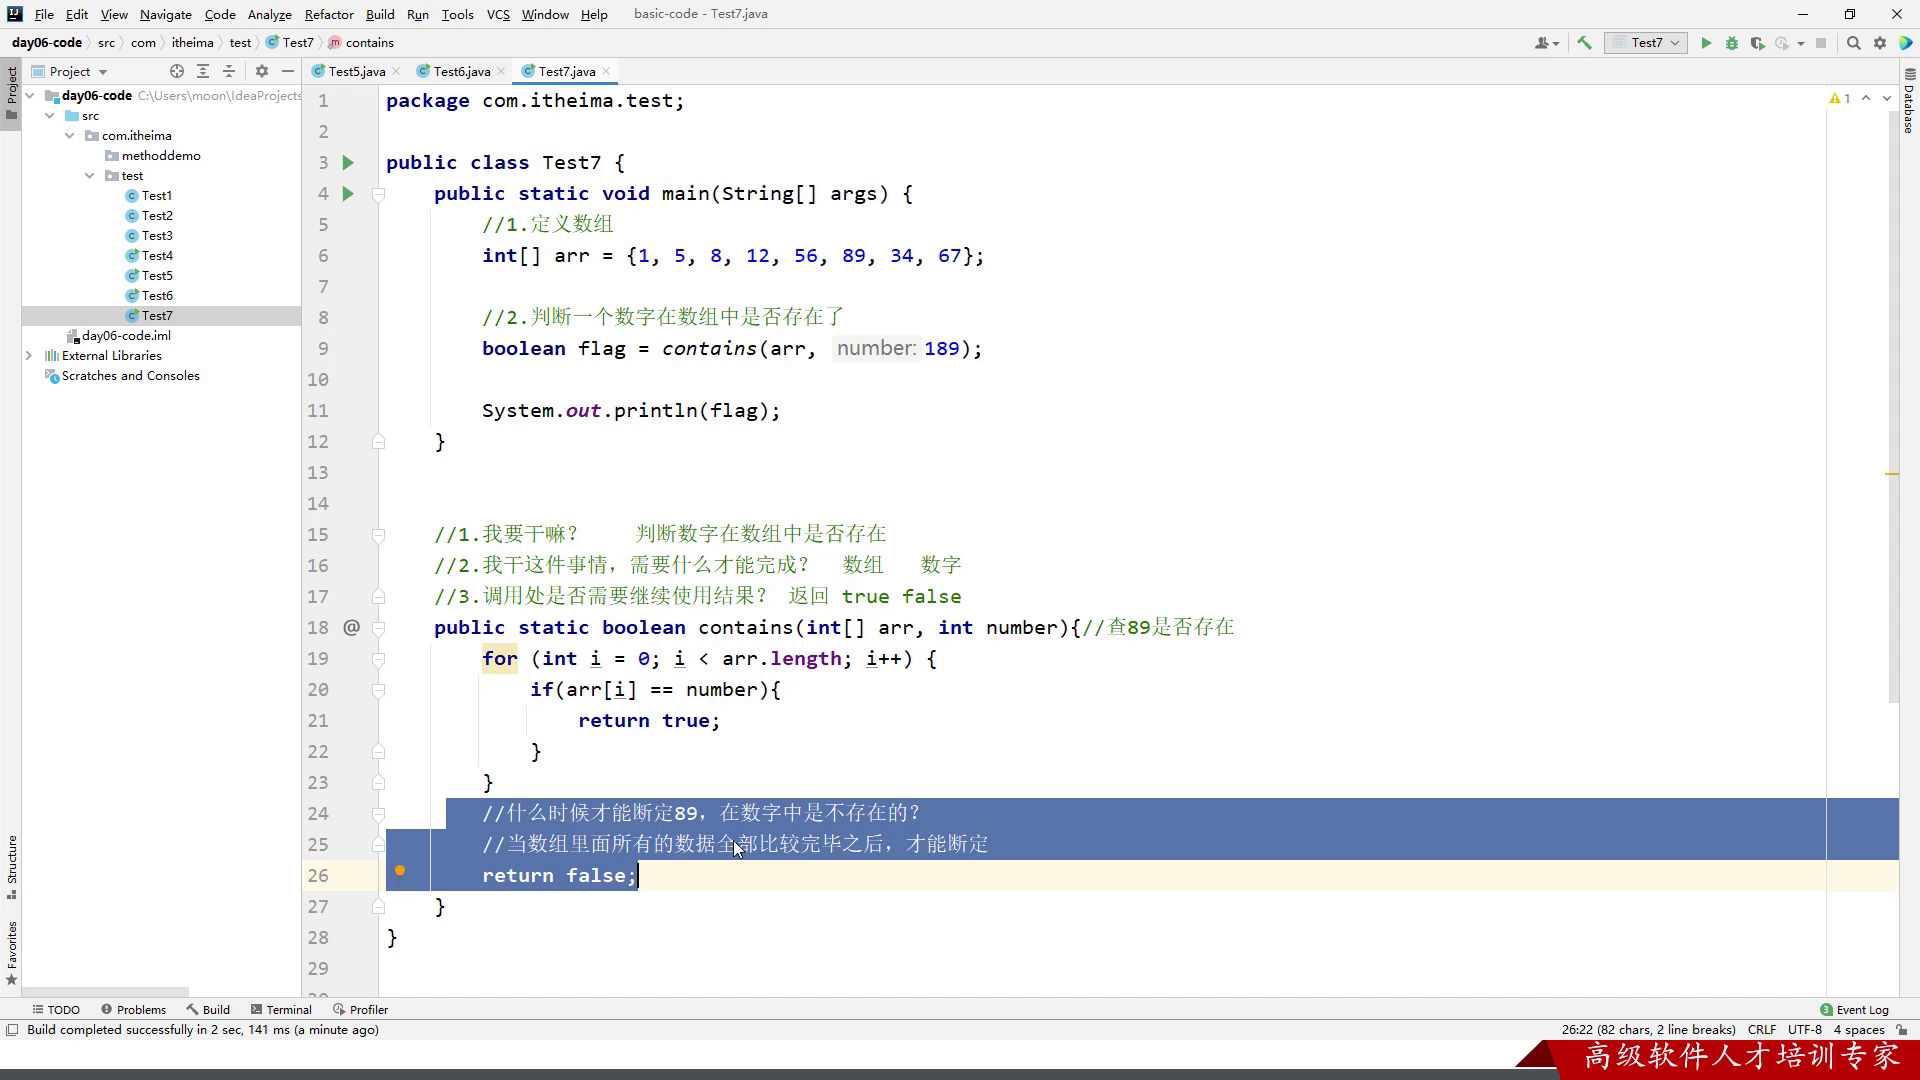 File Edit View Navigate Code Analyze Refactor Build Run Tools VCS Window Help basic-code - Test7.java
day06-code src com itheima test Test7 contains Test7
Project Test5.java Test6.java Test7.java
Project
Structure
Favorites
Database
day06-code C:\Users\moon\IdeaProjects
src
com.itheima
methoddemo
test
Test1
Test2
Test3
Test4
Test5
Test6
Test7
day06-code.iml
External Libraries
Scratches and Consoles
1
1 package com.itheima.test;
2
3 public class Test7 {
4 public static void main(String[] args) {
5 //1.定义数组
6 int[] arr = {1, 5, 8, 12, 56, 89, 34, 67};
7
8 //2.判断一个数字在数组中是否存在了
9 boolean flag = contains(arr, number: 189);
10
11 System.out.println(flag);
12 }
13
14
15 //1.我要干嘛？ 判断数字在数组中是否存在
16 //2.我干这件事情，需要什么才能完成？ 数组 数字
17 //3.调用处是否需要继续使用结果？ 返回 true false
18 @ public static boolean contains(int[] arr, int number){//查89是否存在
19 for (int i = 0; i < arr.length; i++) {
20 if(arr[i] == number){
21 return true;
22 }
23 }
24 //什么时候才能断定89，在数字中是不存在的？
25 //当数组里面所有的数据全部比较完毕之后，才能断定
26 return false;
27 }
28 }
29
TODO Problems Build Terminal Profiler 3 Event Log
Build completed successfully in 2 sec, 141 ms (a minute ago) 26:22 (82 chars, 2 line breaks) CRLF UTF-8 4 spaces
高级软件人才培训专家